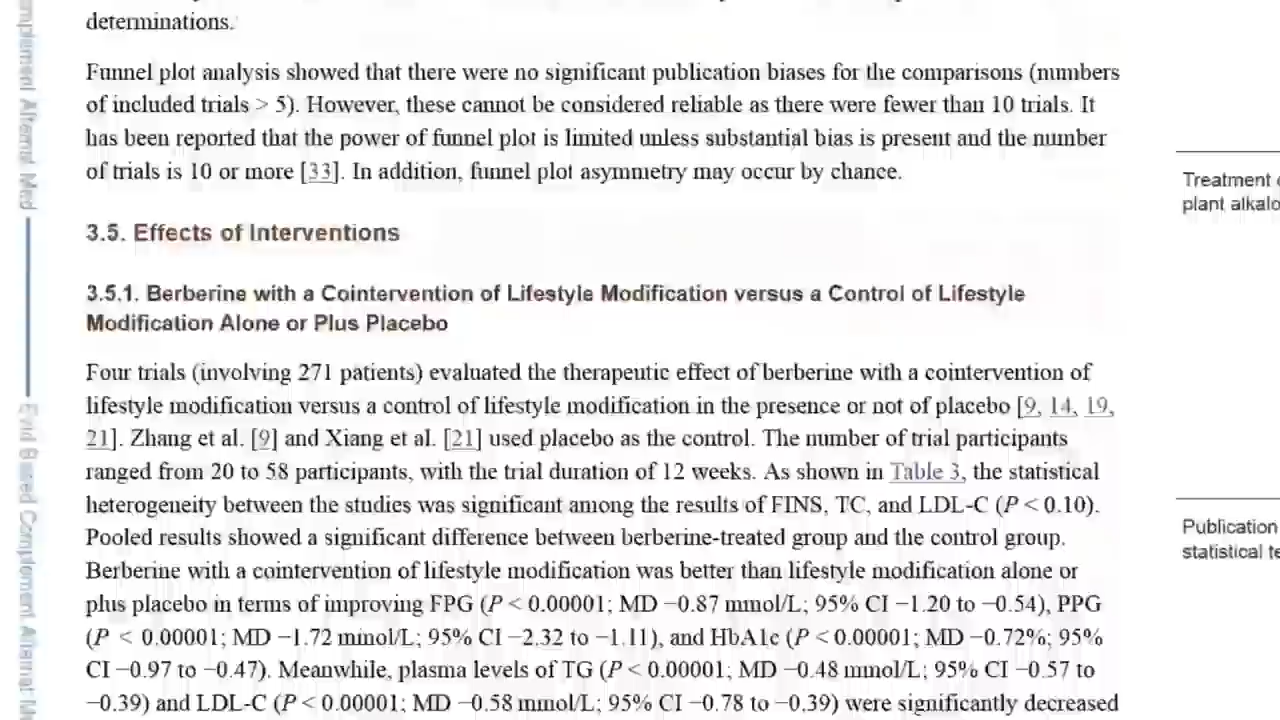 determinations.
Funnel plot analysis showed that there were no significant publication biases for the comparisons (numbers
of included trials > 5). However, these cannot be considered reliable as there were fewer than 10 trials. It
has been reported that the power of funnel plot is limited unless substantial bias is present and the number
of trials is 10 or more [33]. In addition, funnel plot asymmetry may occur by chance.
3.5. Effects of Interventions
3.5.1. Berberine with a Cointervention of Lifestyle Modification versus a Control of Lifestyle
Modification Alone or Plus Placebo
Four trials (involving 271 patients) evaluated the therapeutic effect of berberine with a cointervention of
lifestyle modification versus a control of lifestyle modification in the presence or not of placebo [9, 14, 19,
21]. Zhang et al. [9] and Xiang et al. [21] used placebo as the control. The number of trial participants
ranged from 20 to 58 participants, with the trial duration of 12 weeks. As shown in Table 3, the statistical
heterogeneity between the studies was significant among the results of FINS, TC, and LDL-C (P < 0.10).
Pooled results showed a significant difference between berberine-treated group and the control group.
Berberine with a cointervention of lifestyle modification was better than lifestyle modification alone or
plus placebo in terms of improving FPG (P < 0.00001; MD −0.87 mmol/L; 95% CI −1.20 to −0.54), PPG
(P < 0.00001; MD −1.72 mmol/L; 95% CI −2.32 to −1.11), and HbA1c (P < 0.00001; MD −0.72%; 95%
CI −0.97 to −0.47). Meanwhile, plasma levels of TG (P < 0.00001; MD −0.48 mmol/L; 95% CI −0.57 to
−0.39) and LDL-C (P < 0.00001; MD −0.58 mmol/L; 95% CI −0.78 to −0.39) were significantly decreased
Treatment
plant
Publication
statistical
Alternat Med
Evid Based Complement Alternat